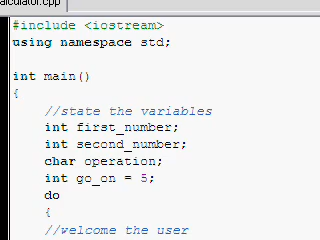 alculator.cpp
#include <iostream>
using namespace std;
int main()
{
//state the variables
int first_number;
int second_number;
char operation;
int go_on = 5;
do
{
//velcome the user